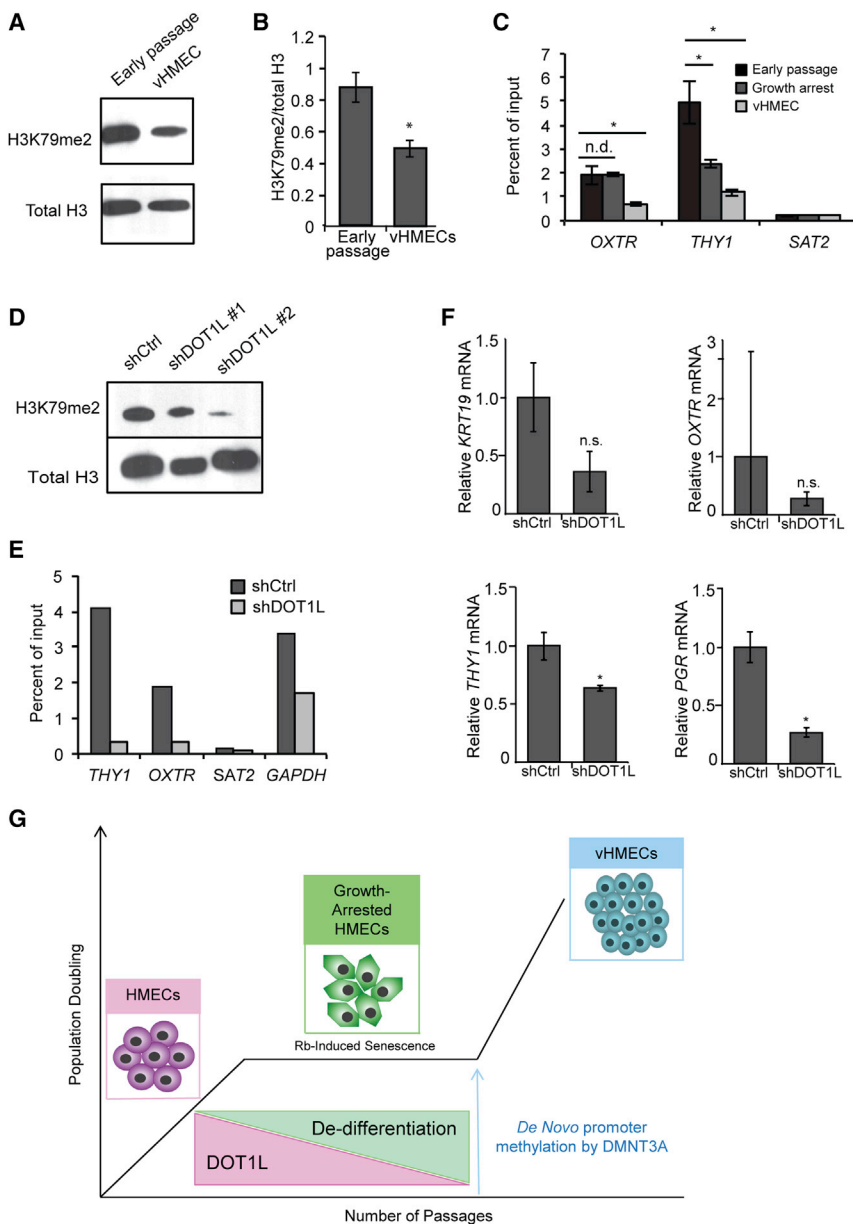 A
Early passage
vHMEC
H3K79me2
Total H3
B
H3K79me2/total H3
1.2
1
0.8
0.6
0.4
0.2
0
*
Early
passage
vHMECs
C
Percent of input
7
6
5
4
3
2
1
0
*
n.d.
*
*
Early passage
Growth arrest
vHMEC
OXTR
THY1
SAT2
D
shCtrl
shDOT1L #1
shDOT1L #2
H3K79me2
Total H3
E
Percent of input
5
4
3
2
1
0
shCtrl
shDOT1L
THY1
OXTR
SAT2
GAPDH
F
Relative KRT19 mRNA
1.5
1.0
0.5
0
n.s.
shCtrl
shDOT1L
Relative OXTR mRNA
3
2
1
0
n.s.
shCtrl
shDOT1L
Relative THY1 mRNA
1.5
1.0
0.5
0
*
shCtrl
shDOT1L
Relative PGR mRNA
1.5
1.0
0.5
0
*
shCtrl
shDOT1L
G
Population Doubling
HMECs
Growth-
Arrested
HMECs
Rb-Induced Senescence
vHMECs
De-differentiation
DOT1L
De Novo promoter
methylation by DMNT3A
Number of Passages